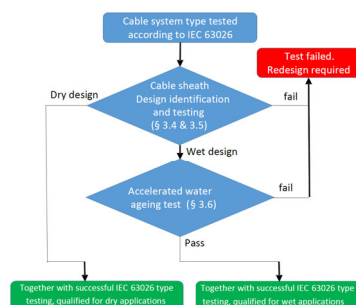 Cable system type tested
according to IEC 63026
Test failed.
Redesign required
Dry design
Cable sheath
Design identification
and testing
(§ 3.4 & 3.5)
fail
Wet design
Accelerated water
ageing test (§ 3.6)
fail
Pass
Together with successful IEC 63026 type
testing, qualified for dry applications
Together with successful IEC 63026 type
testing, qualified for wet applications